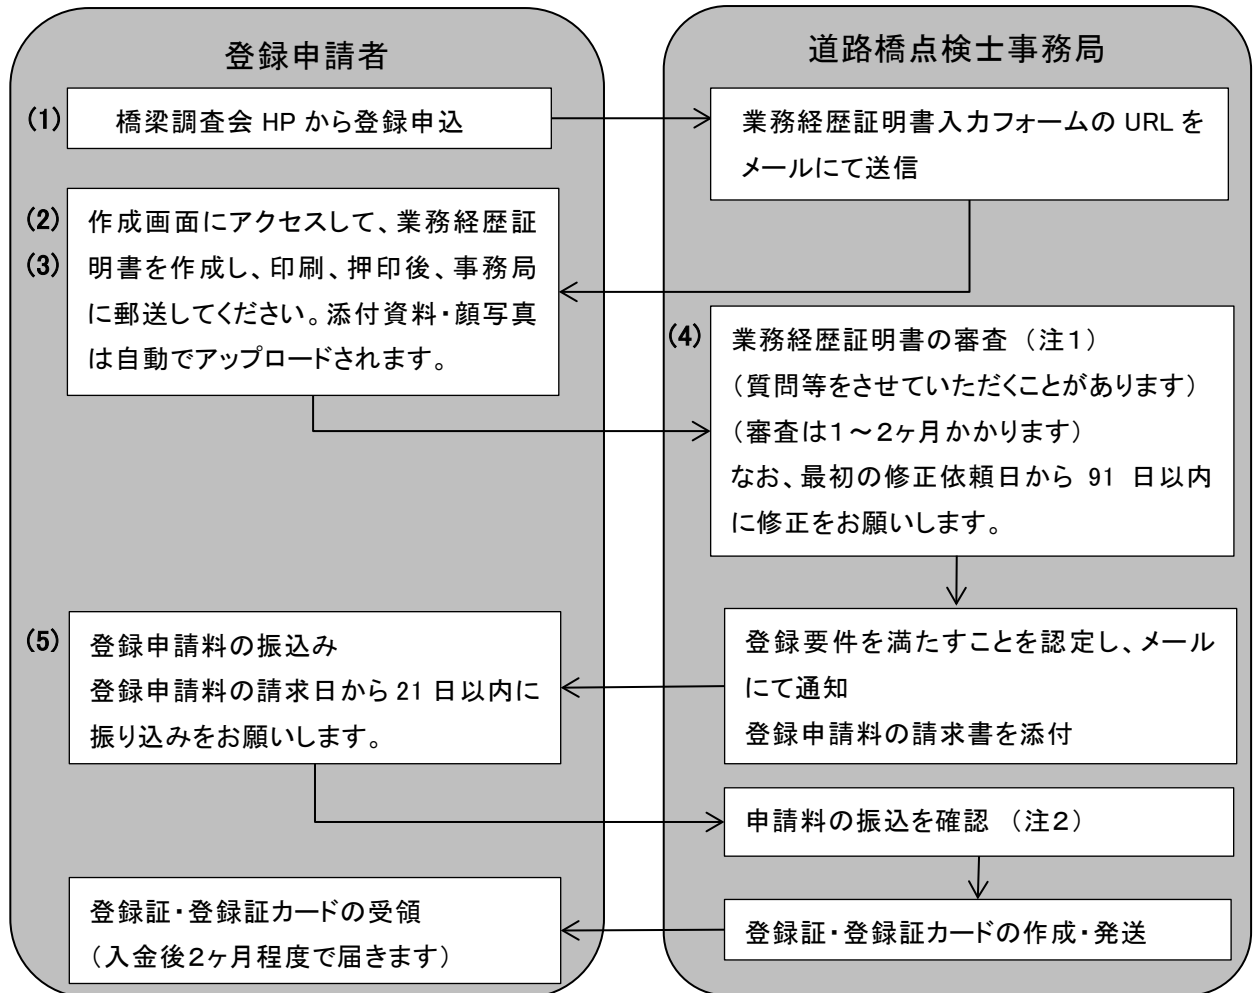 登録申請者
道路橋点検士事務局
(1)
橋梁調査会 HP から登録申込
業務経歴証明書入力フォームの URL を
メールにて送信
(2)
(3)
作成画面にアクセスして、業務経歴証
明書を作成し、印刷、押印後、事務局
に郵送してください。添付資料・顔写真
は自動でアップロードされます。
(4)
業務経歴証明書の審査 （注１）
（質問等をさせていただくことがあります）
（審査は１～２ヶ月かかります）
なお、最初の修正依頼日から 91 日以内
に修正をお願いします。
登録要件を満たすことを認定し、メール
にて通知
登録申請料の請求書を添付
(5)
登録申請料の振込み
登録申請料の請求日から 21 日以内に
振り込みをお願いします。
申請料の振込を確認 （注２）
登録証・登録証カードの作成・発送
登録証・登録証カードの受領
（入金後２ヶ月程度で届きます）